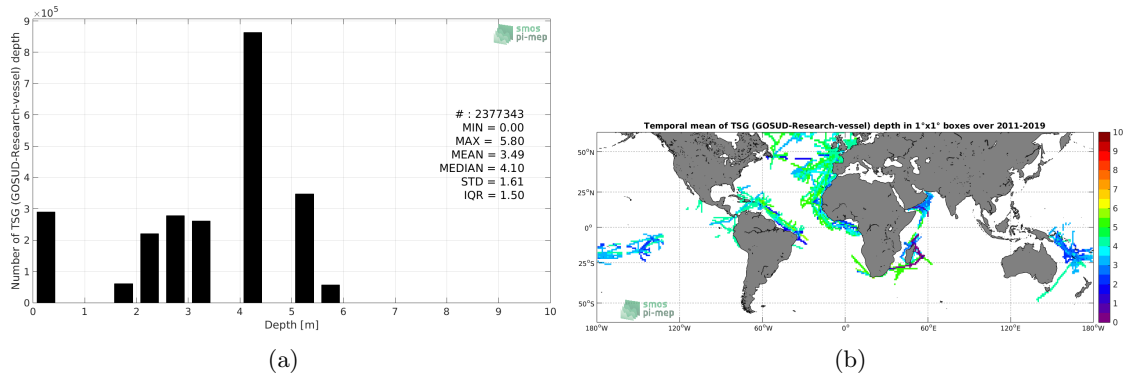 ×10⁵
9
8
7
6
5
4
3
2
1
0
Number of TSG (GOSUD-Research-vessel) depth
smos
pi-mep
# : 2377343
MIN = 0.00
MAX = 5.80
MEAN = 3.49
MEDIAN = 4.10
STD = 1.61
IQR = 1.50
0 1 2 3 4 5 6 7 8 9 10
Depth [m]
(a)
Temporal mean of TSG (GOSUD-Research-vessel) depth in 1°x1° boxes over 2011-2019
50°N
25°N
0°
25°S
50°S
smos
pi-mep
180°W 120°W 60°W 0° 60°E 120°E 180°E
10
9
8
7
6
5
4
3
2
1
0
(b)